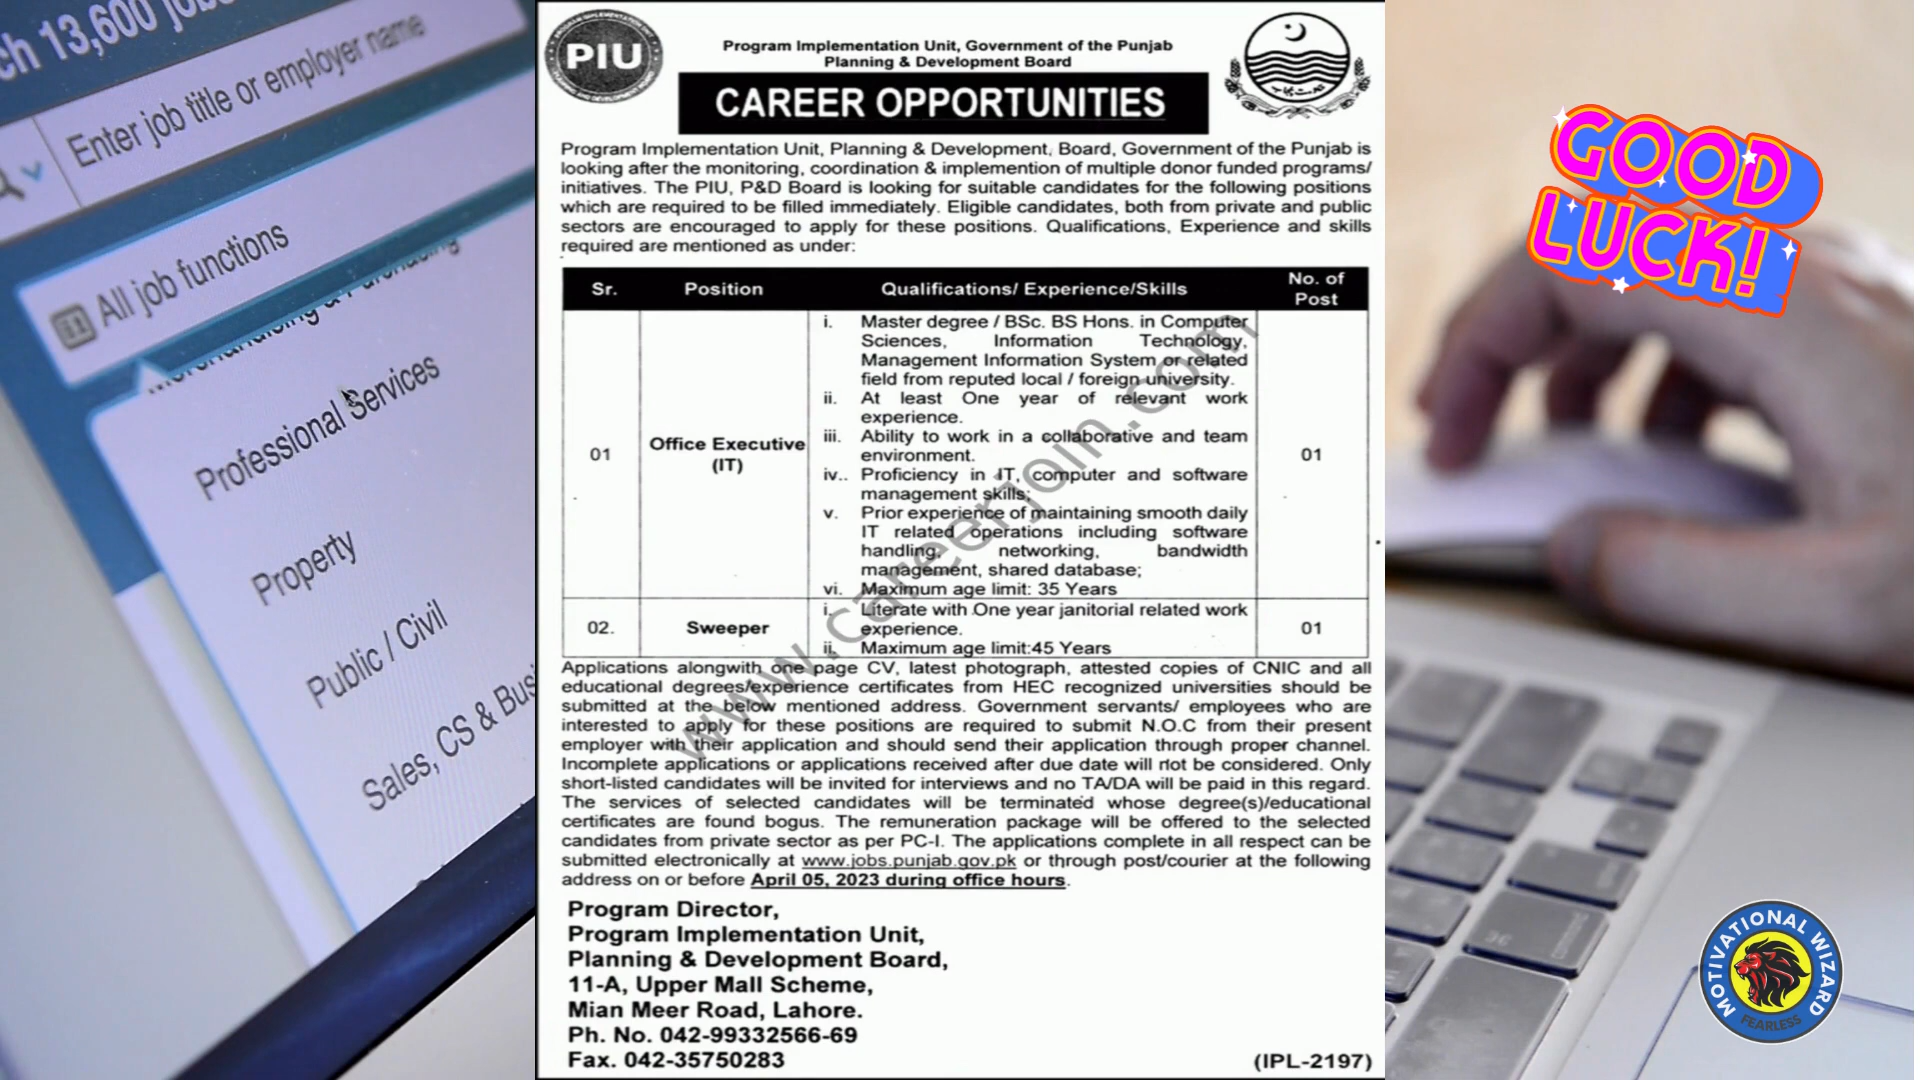 ch 13,600 jobs
Enter job title or employer name
All job functions
Merchandising & Purchasing
Professional Services
Property
Public / Civil
Sales, CS & Bus
PIU
Program Implementation Unit, Government of the Punjab
Planning & Development Board
CAREER OPPORTUNITIES
Program Implementation Unit, Planning & Development, Board, Government of the Punjab is
looking after the monitoring, coordination & implemention of multiple donor funded programs/
initiatives. The PIU, P&D Board is looking for suitable candidates for the following positions
which are required to be filled immediately. Eligible candidates, both from private and public
sectors are encouraged to apply for these positions. Qualifications, Experience and skills
required are mentioned as under:
Sr. Position Qualifications/ Experience/Skills No. of Post
01 Office Executive (IT) 01
i. Master degree / BSc. BS Hons. in Computer
Sciences, Information Technology,
Management Information System or related
field from reputed local / foreign university.
ii. At least One year of relevant work
experience.
iii. Ability to work in a collaborative and team
environment.
iv.. Proficiency in IT, computer and software
management skills;
v. Prior experience of maintaining smooth daily
IT related operations including software
handling, networking, bandwidth
management, shared database;
vi. Maximum age limit: 35 Years
02. Sweeper 01
i. Literate with One year janitorial related work
experience.
ii. Maximum age limit:45 Years
www.careerjoin.com
Applications alongwith one page CV, latest photograph, attested copies of CNIC and all
educational degrees/experience certificates from HEC recognized universities should be
submitted at the below mentioned address. Government servants/ employees who are
interested to apply for these positions are required to submit N.O.C from their present
employer with their application and should send their application through proper channel.
Incomplete applications or applications received after due date will not be considered. Only
short-listed candidates will be invited for interviews and no TA/DA will be paid in this regard.
The services of selected candidates will be terminated whose degree(s)/educational
certificates are found bogus. The remuneration package will be offered to the selected
candidates from private sector as per PC-I. The applications complete in all respect can be
submitted electronically at www.jobs.punjab.gov.pk or through post/courier at the following
address on or before April 05, 2023 during office hours.
Program Director,
Program Implementation Unit,
Planning & Development Board,
11-A, Upper Mall Scheme,
Mian Meer Road, Lahore.
Ph. No. 042-99332566-69
Fax. 042-35750283
(IPL-2197)
GOOD
LUCK!
MOTIVATIONAL WIZARD
FEARLESS